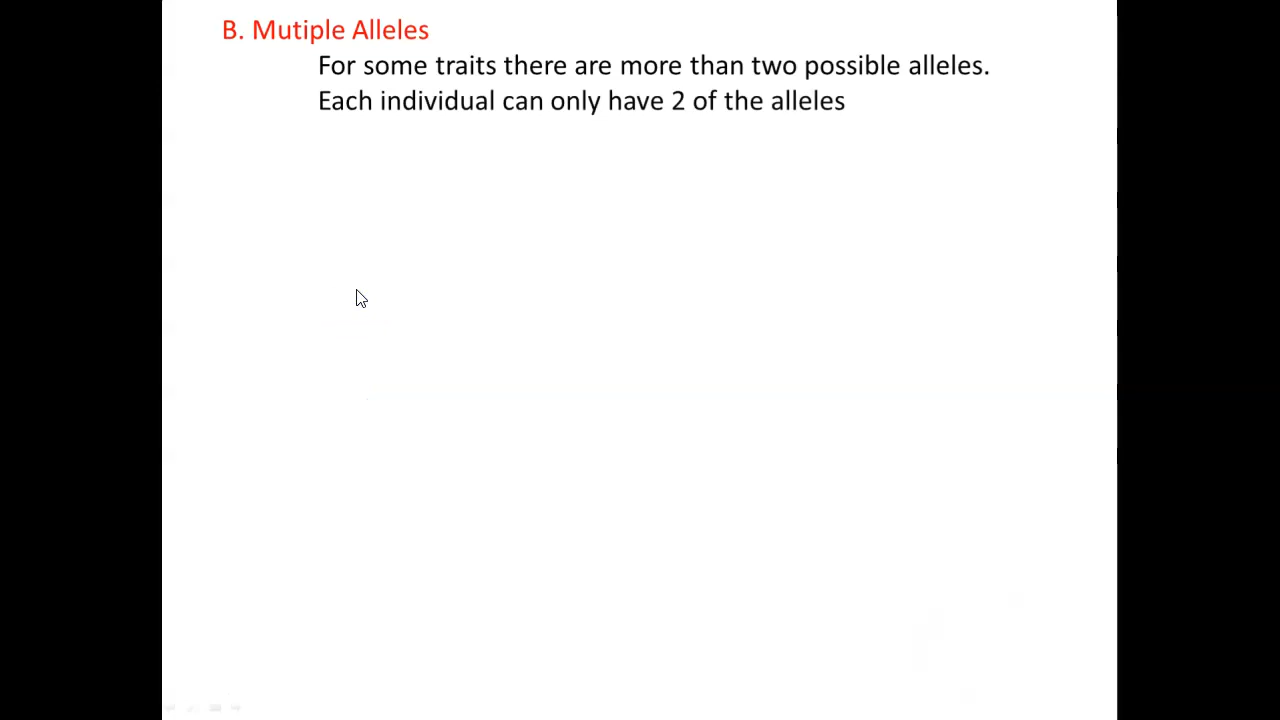 B. Mutiple Alleles
For some traits there are more than two possible alleles.
Each individual can only have 2 of the alleles